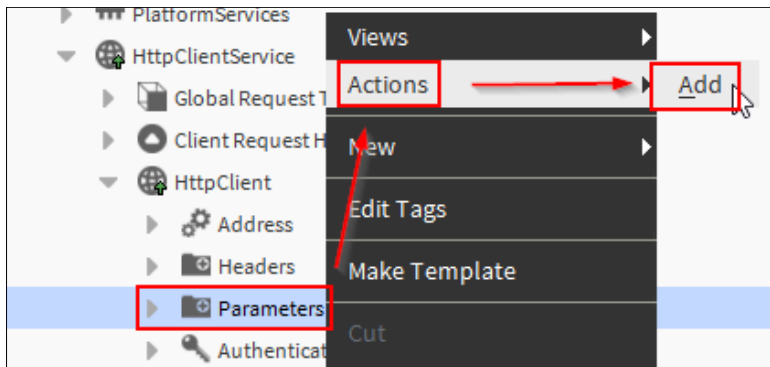 PlatformServices
HttpClientService
Global Request T
Client Request H
HttpClient
Address
Headers
Parameters
Authenticat
Views
Actions
Add
New
Edit Tags
Make Template
Cut